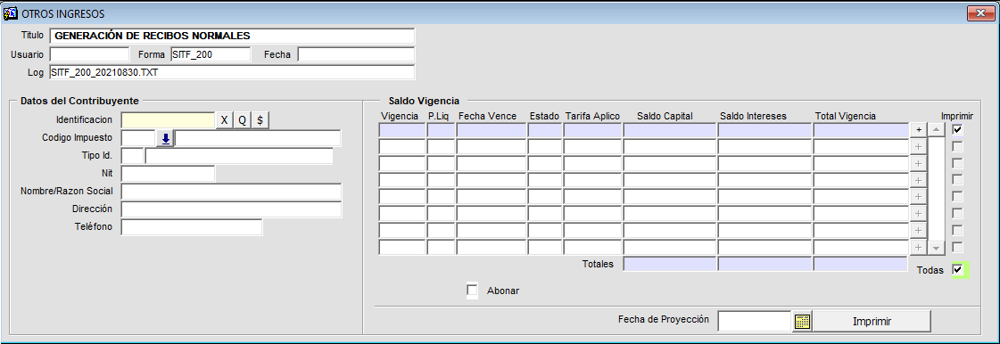 OTROS INGRESOS
Titulo GENERACIÓN DE RECIBOS NORMALES
Usuario Forma SITF_200 Fecha
Log SITF_200_20210830.TXT
Datos del Contribuyente
Identificacion X Q $
Codigo Impuesto
Tipo Id.
Nit
Nombre/Razon Social
Dirección
Teléfono
Saldo Vigencia
Vigencia P.Liq Fecha Vence Estado Tarifa Aplico Saldo Capital Saldo Intereses Total Vigencia Imprimir
+
+
+
+
+
+
+
+
Totales
Todas
Abonar
Fecha de Proyección Imprimir